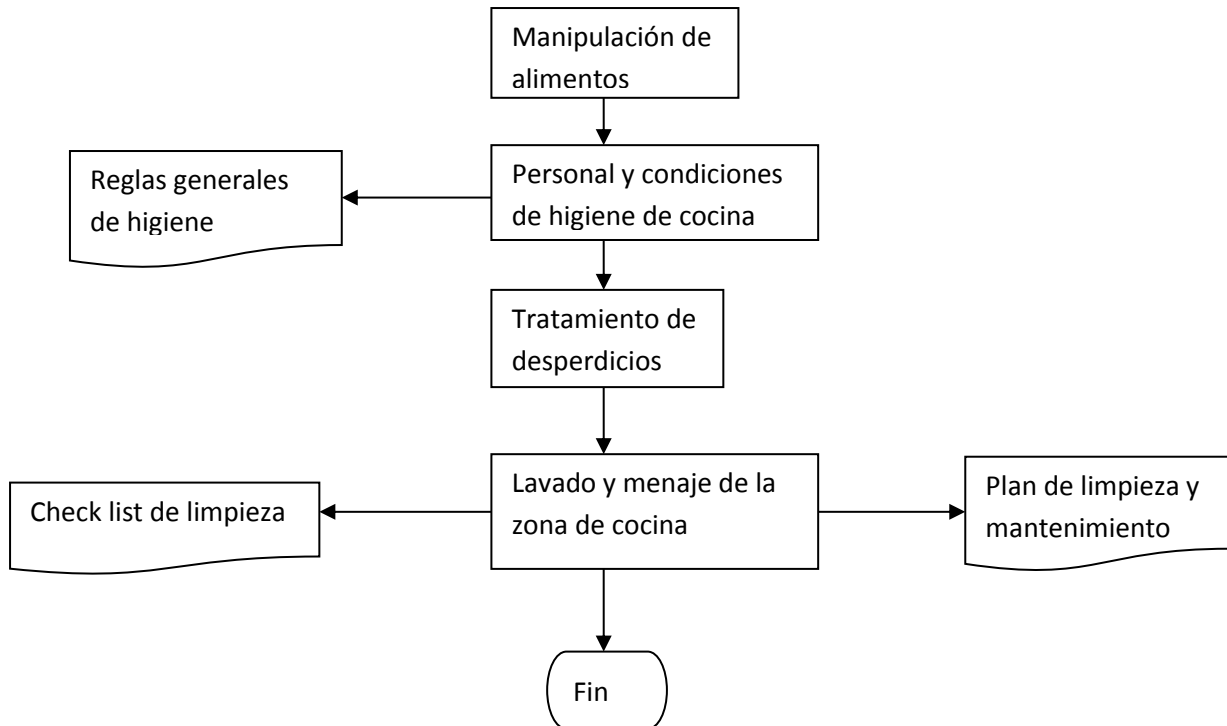 Manipulación de
alimentos
Reglas generales
de higiene
Personal y condiciones
de higiene de cocina
Tratamiento de
desperdicios
Check list de limpieza
Lavado y menaje de la
zona de cocina
Plan de limpieza y
mantenimiento
Fin